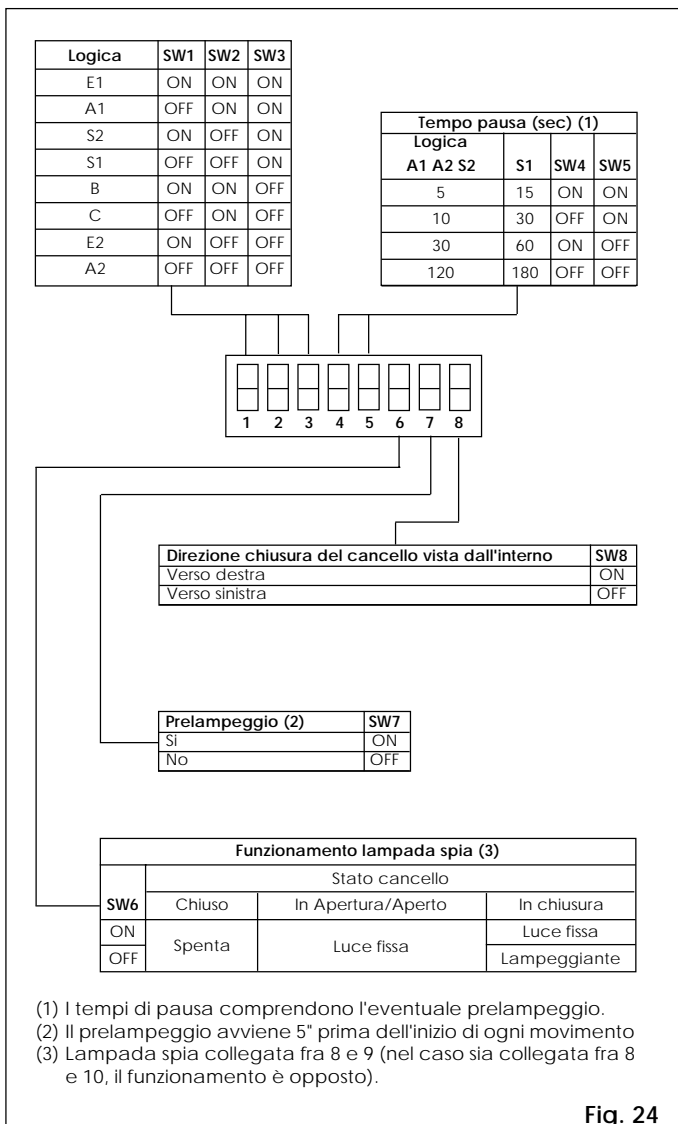 Logica SW1 SW2 SW3
E1 ON ON ON
A1 OFF ON ON
S2 ON OFF ON
S1 OFF OFF ON
B ON ON OFF
C OFF ON OFF
E2 ON OFF OFF
A2 OFF OFF OFF
Tempo pausa (sec) (1)
Logica
A1 A2 S2 S1 SW4 SW5
5 15 ON ON
10 30 OFF ON
30 60 ON OFF
120 180 OFF OFF
1 2 3 4 5 6 7 8
Direzione chiusura del cancello vista dall'interno SW8
Verso destra ON
Verso sinistra OFF
Prelampeggio (2) SW7
Si ON
No OFF
Funzionamento lampada spia (3)
Stato cancello
SW6 Chiuso In Apertura/Aperto In chiusura
ON Spenta Luce fissa Luce fissa
OFF Lampeggiante
(1) I tempi di pausa comprendono l'eventuale prelampeggio.
(2) Il prelampeggio avviene 5" prima dell'inizio di ogni movimento
(3) Lampada spia collegata fra 8 e 9 (nel caso sia collegata fra 8
e 10, il funzionamento è opposto).
Fig. 24